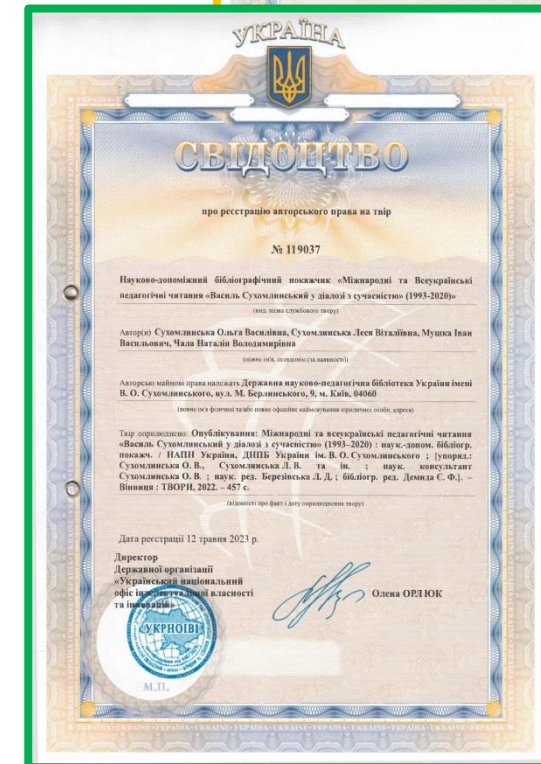 УКРАЇНА
СВІДОЦТВО
про реєстрацію авторського права на твір
№ 119037
Науково-допоміжний бібліографічний покажчик «Міжнародні та Всеукраїнські
педагогічні читання «Василь Сухомлинський у діалозі з сучасністю» (1993-2020)»
(вид, назва службового твору)
Автор(и) Сухомлинська Ольга Василівна, Сухомлинська Леся Віталіївна, Мушка Іван
Васильович, Чала Наталія Володимирівна
(повне ім'я, псевдонім (за наявності))
Авторські майнові права належать Державна науково-педагогічна бібліотека України імені
В. О. Сухомлинського, вул. М. Берлинського, 9, м. Київ, 04060
(повне ім'я фізичної та/або повне офіційне найменування юридичної особи, адреса)
Твір оприлюднено: Опублікування: Міжнародні та всеукраїнські педагогічні читання
«Василь Сухомлинський у діалозі з сучасністю» (1993–2020) : наук.-допом. бібліогр.
покажч. / НАПН України, ДНПБ України ім. В. О. Сухомлинського ; [упоряд.:
Сухомлинська О. В., Сухомлинська Л. В. та ін. ; наук. консультант
Сухомлинська О. В. ; наук. ред. Березівська Л. Д. ; бібліогр. ред. Демида Є. Ф.]. –
Вінниця : ТВОРИ, 2022. – 457 с.
(відомості про факт і дату оприлюднення твору)
Дата реєстрації 12 травня 2023 р.
Директор
Державної організації
«Український національний
офіс інтелектуальної власності
та інновацій»
Олена ОРЛЮК
УКРНОІВІ
М.П.